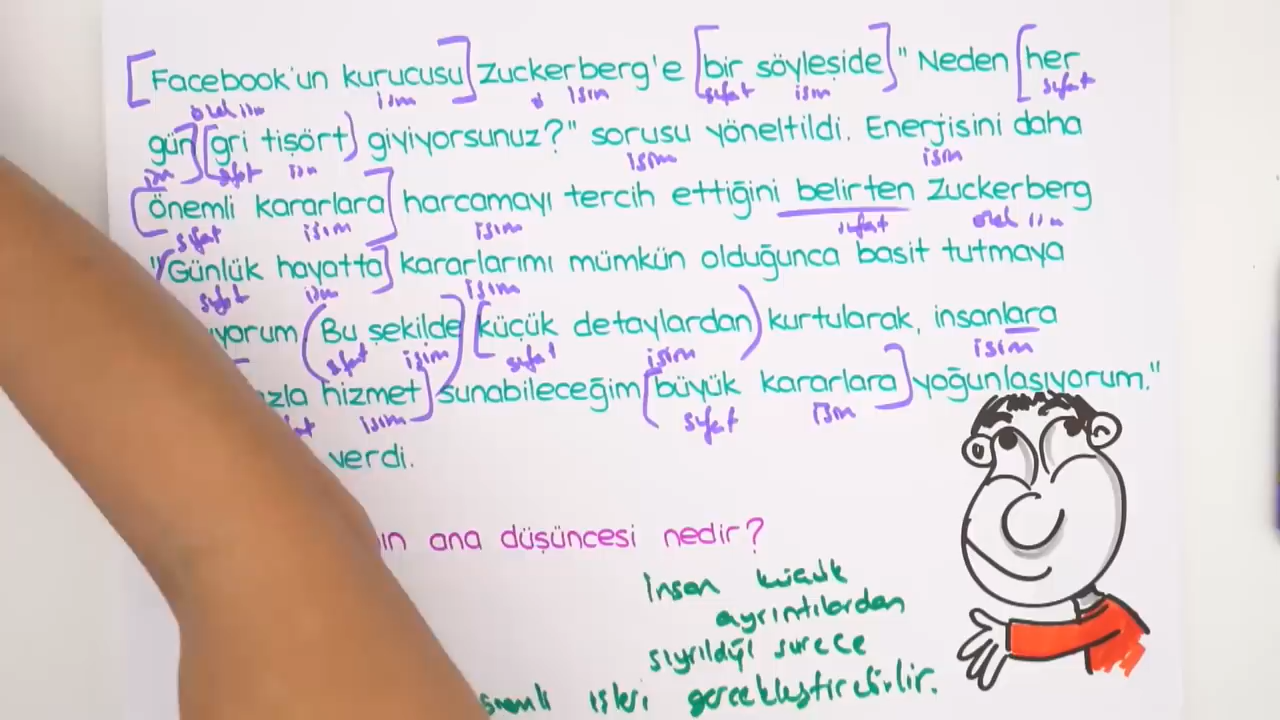 [Facebook'un kurucusu] Zuckerberg'e [bir söyleşide] " Neden [her
özel isim isim isim sıfat isim sıfat
gün] [gri tişört) giyiyorsunuz?" sorusu yöneltildi. Enerjisini daha
isim sıfat isim isim isim
[önemli kararlara] harcamayı tercih ettiğini belirten Zuckerberg
sıfat isim isim sıfat özel isim
"[Günlük hayatta] kararlarımı mümkün olduğunca basit tutmaya
sıfat isim isim
yorum (Bu şekilde) [küçük detaylardan) kurtularak, insanlara
sıfat isim sıfat isim isim
zla hizmet] sunabileceğim [büyük kararlara] yoğunlaşıyorum."
isim sıfat isim
verdi.
ın ana düşüncesi nedir?
İnsan küçük
ayrıntılardan
sıyrıldığı sürece
önemli işleri gerçekleştirebilir.